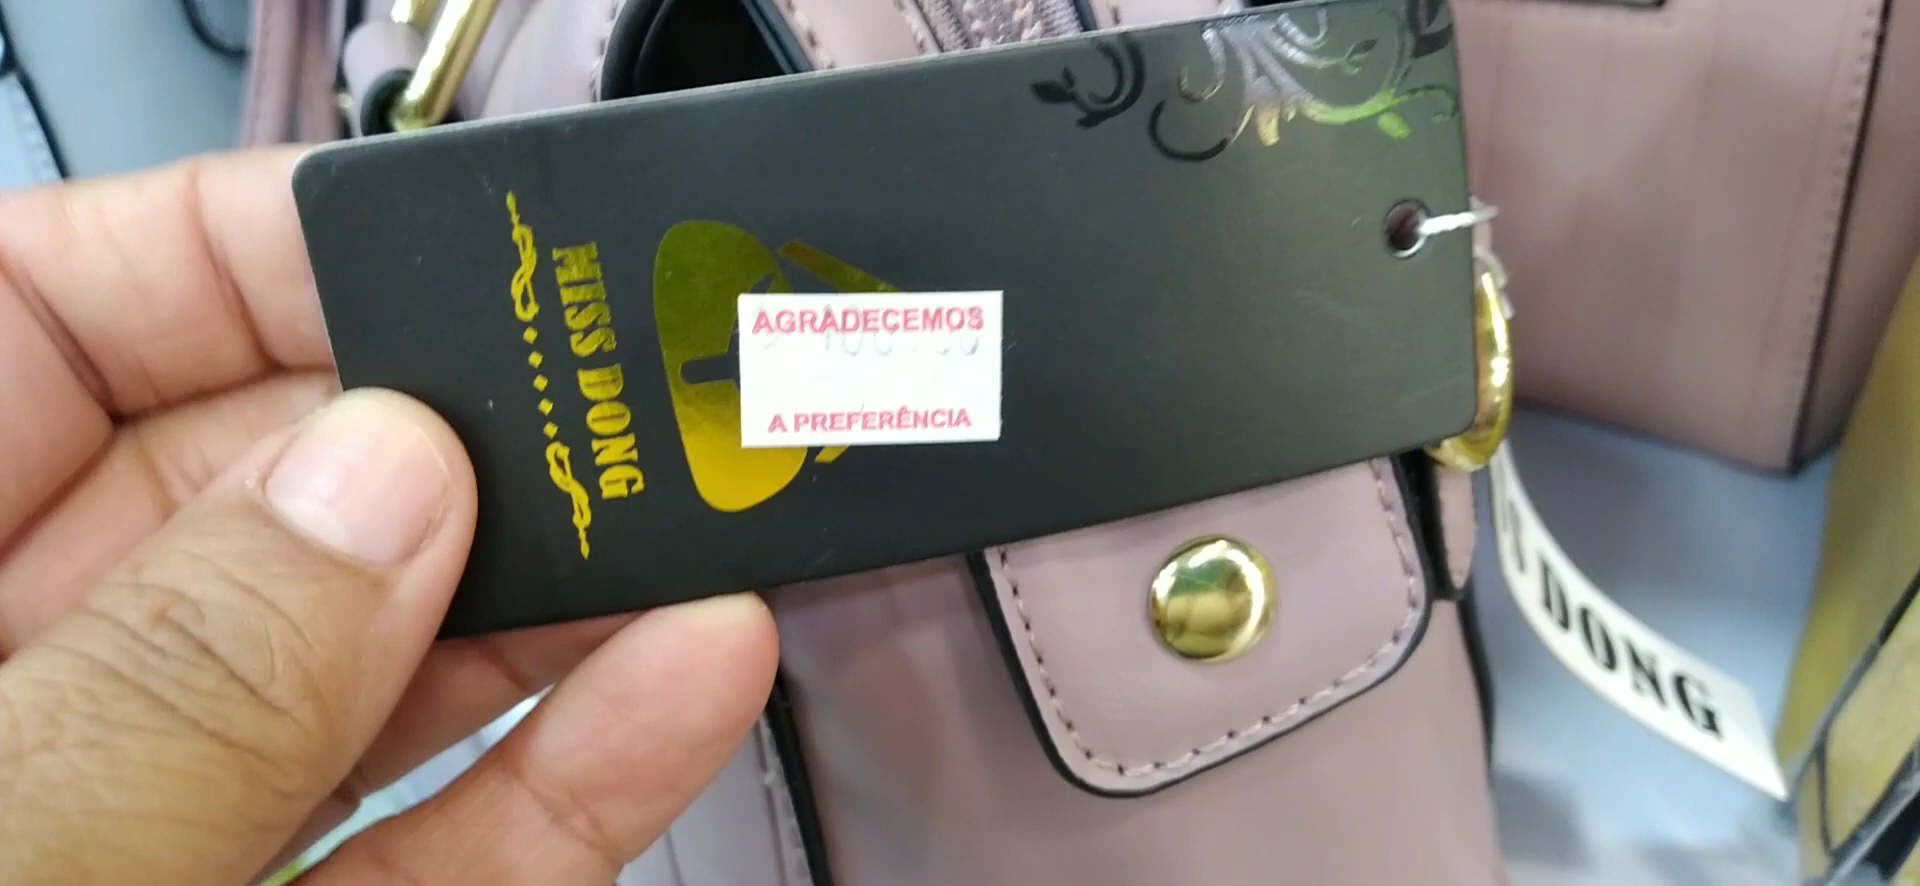 MISS DONG
AGRADECEMOS
A PREFERÊNCIA
DONG